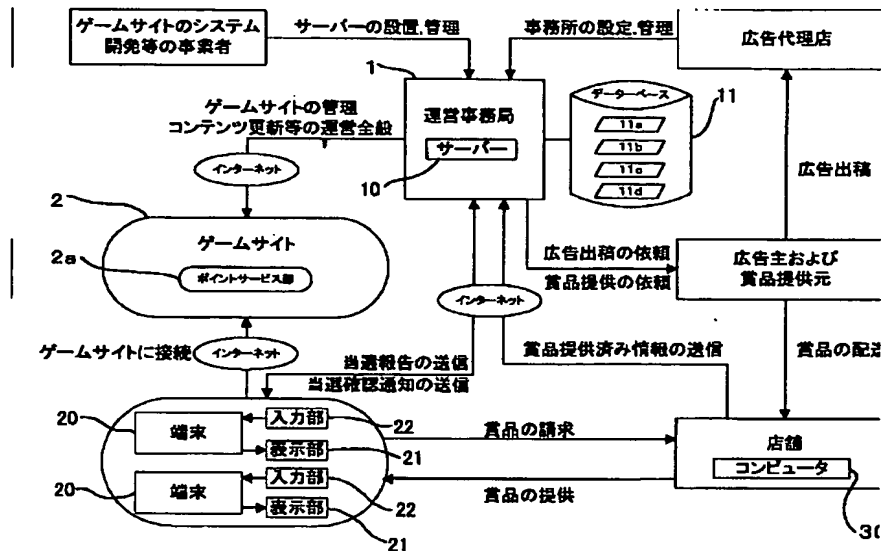 ゲームサイトのシステム
開発等の事業者
サーバーの設置.管理
事務所の設定.管理
広告代理店
1
運営事務局
サーバー
10
データーベース
11a
11b
11c
11d
11
ゲームサイトの管理
コンテンツ更新等の運営全般
インターネット
広告出稿
2
ゲームサイト
2a
ポイントサービス部
広告出稿の依頼
賞品提供の依頼
広告主および
賞品提供元
インターネット
ゲームサイトに接続
インターネット
当選報告の送信
当選確認通知の送信
賞品提供済み情報の送信
賞品の配送
20
端末
入力部
22
表示部
21
20
端末
入力部
22
表示部
21
賞品の請求
賞品の提供
店舗
コンピュータ
30